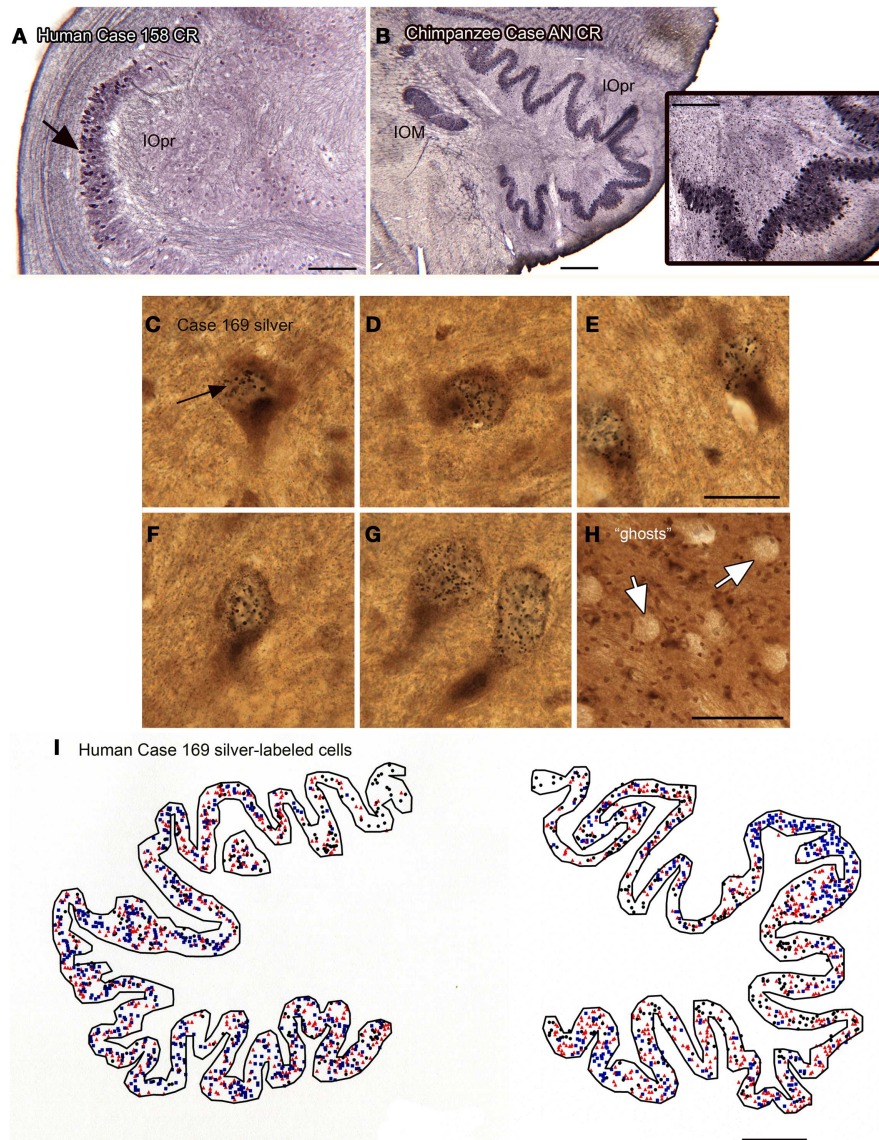 A Human Case 158 CR
IOpr
B Chimpanzee Case AN CR
IOpr
IOM
C Case 169 silver
D
E
F
G
H "ghosts"
I Human Case 169 silver-labeled cells